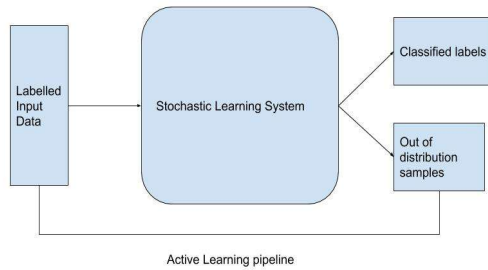 Labelled
Input
Data
Stochastic Learning System
Classified labels
Out of
distribution
samples
Active Learning pipeline